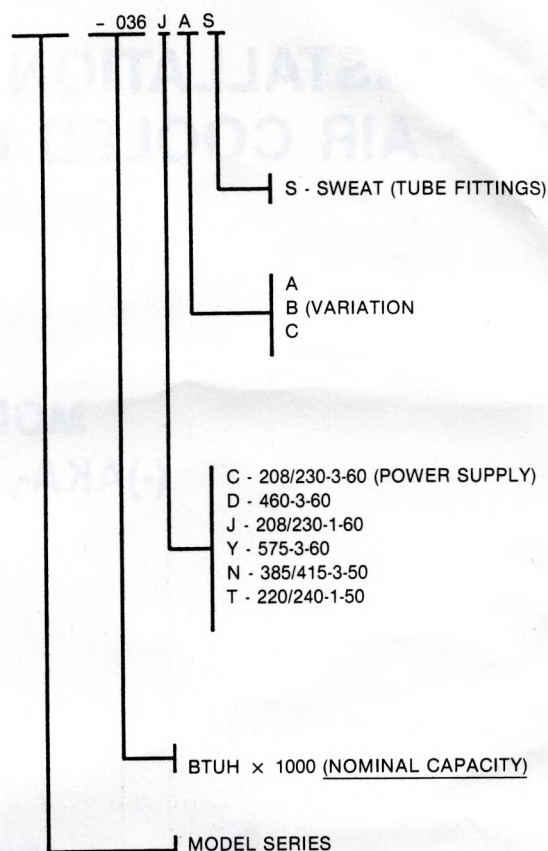 - 036 J A S
S - SWEAT (TUBE FITTINGS)
A
B (VARIATION
C
C - 208/230-3-60 (POWER SUPPLY)
D - 460-3-60
J - 208/230-1-60
Y - 575-3-60
N - 385/415-3-50
T - 220/240-1-50
BTUH × 1000 (NOMINAL CAPACITY)
MODEL SERIES